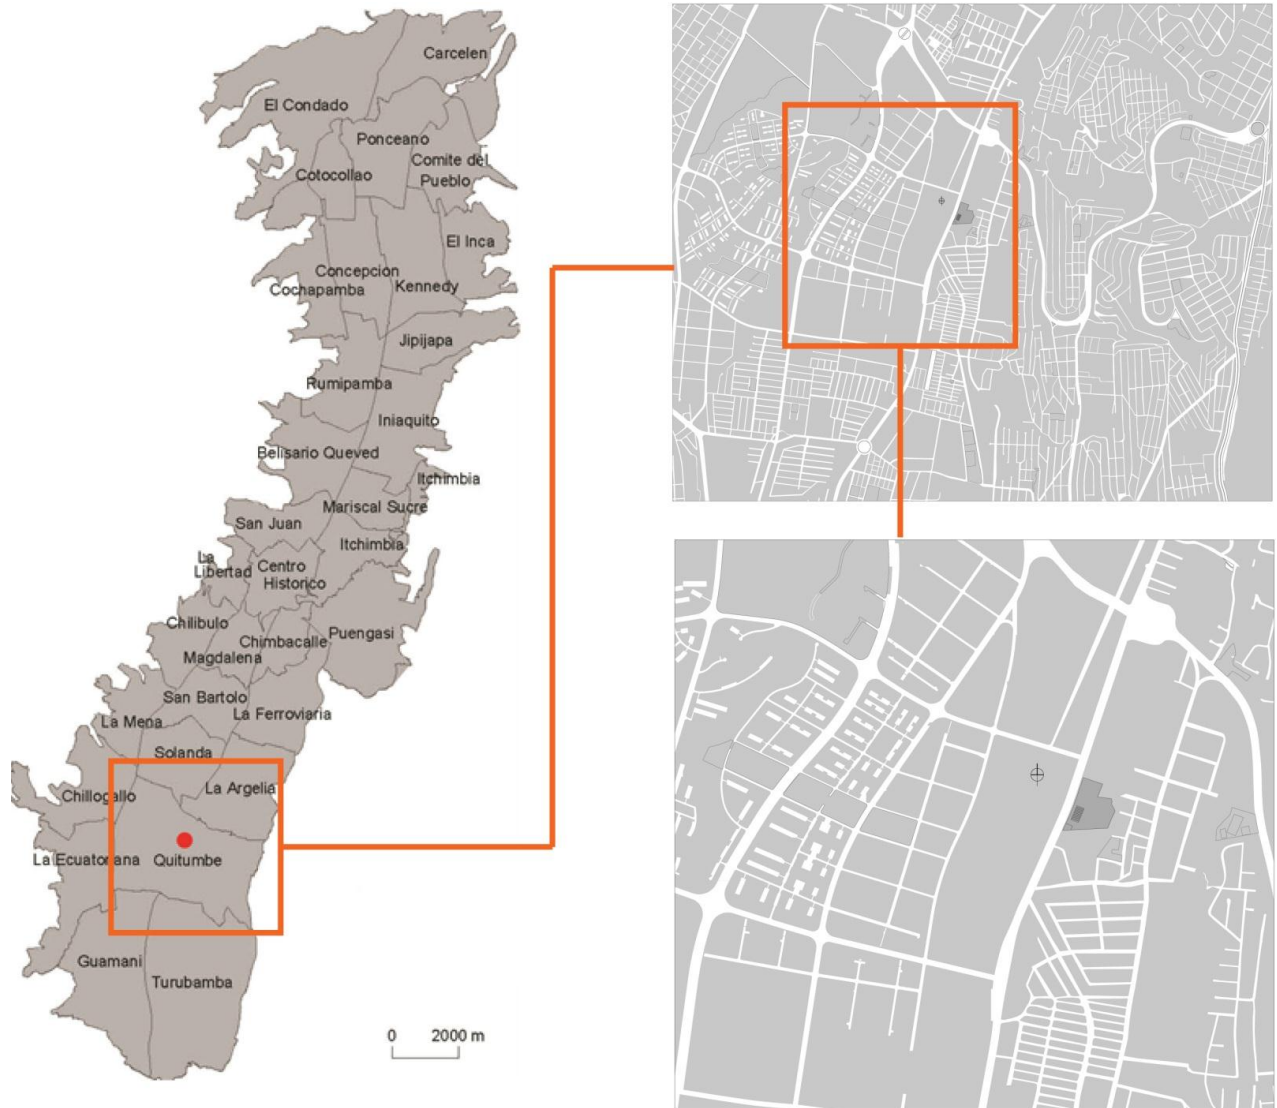 Carcelen
El Condado
Ponceano
Comite del
Pueblo
Cotocollao
El Inca
Concepcion
Cochapamba
Kennedy
Jipijapa
Rumipamba
Iniaquito
Belisario Queved
Itchimbia
Mariscal Sucre
San Juan
Itchimbia
La
Libertad
Centro
Historico
Chilibulo
Chimbacalle
Puengasi
Magdalena
San Bartolo
La Ferroviaria
La Mena
Solanda
La Argelia
Chillogallo
La Ecuatoriana
Quitumbe
Guamani
Turubamba
0 2000 m